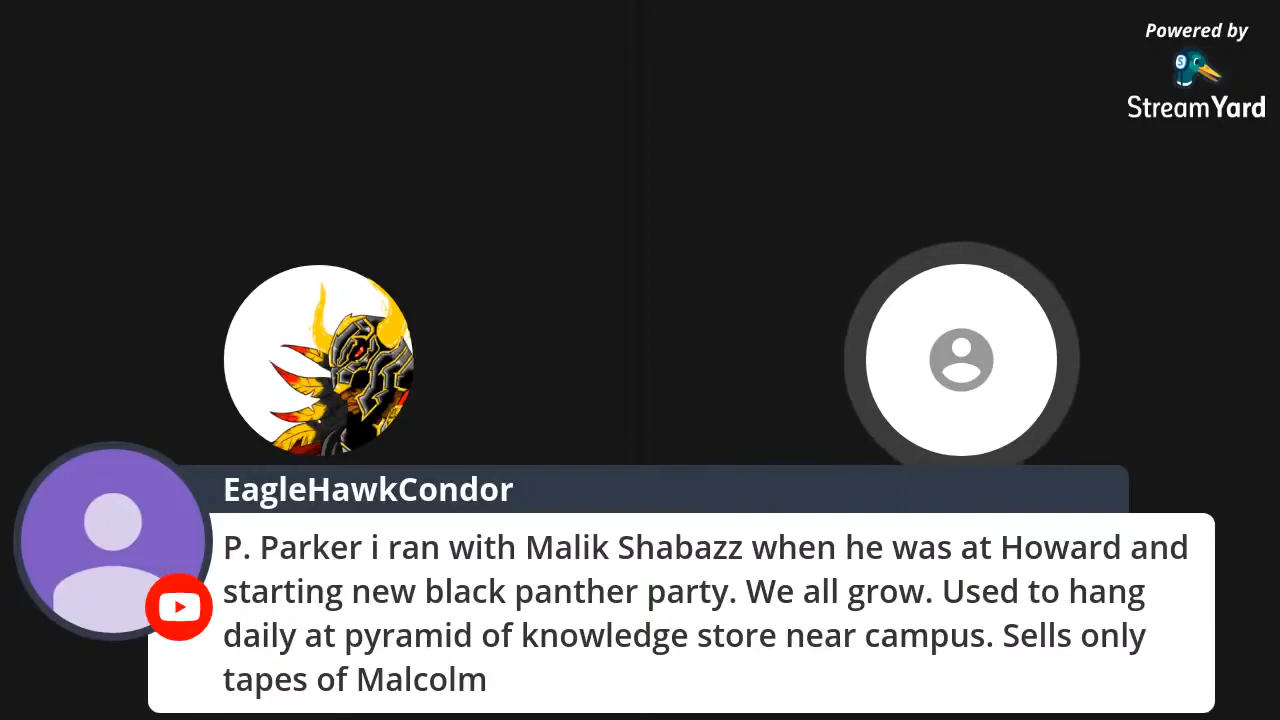 Powered by
StreamYard
EagleHawkCondor
P. Parker i ran with Malik Shabazz when he was at Howard and
starting new black panther party. We all grow. Used to hang
daily at pyramid of knowledge store near campus. Sells only
tapes of Malcolm